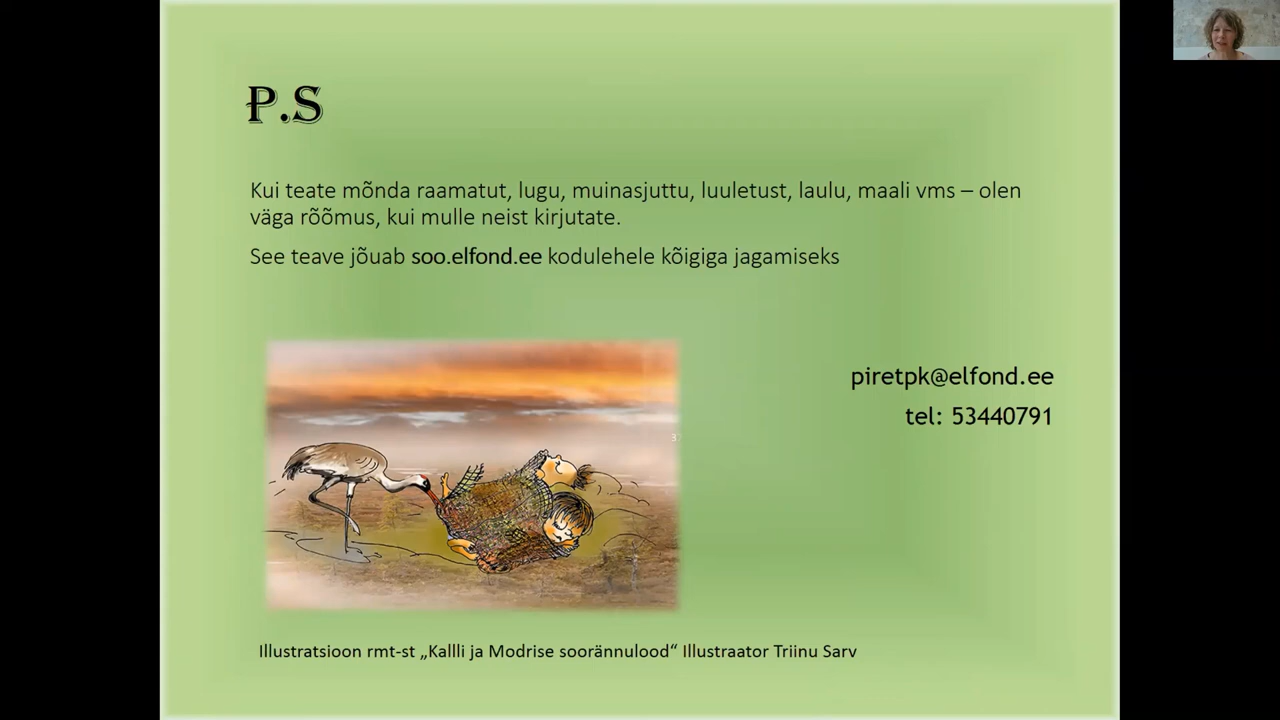 P.S
Kui teate mõnda raamatut, lugu, muinasjuttu, luuletust, laulu, maali vms – olen
väga rõõmus, kui mulle neist kirjutate.
See teave jõuab soo.elfond.ee kodulehele kõigiga jagamiseks
piretpk@elfond.ee
tel: 53440791
Illustratsioon rmt-st „Kallli ja Modrise soorännulood“ Illustraator Triinu Sarv